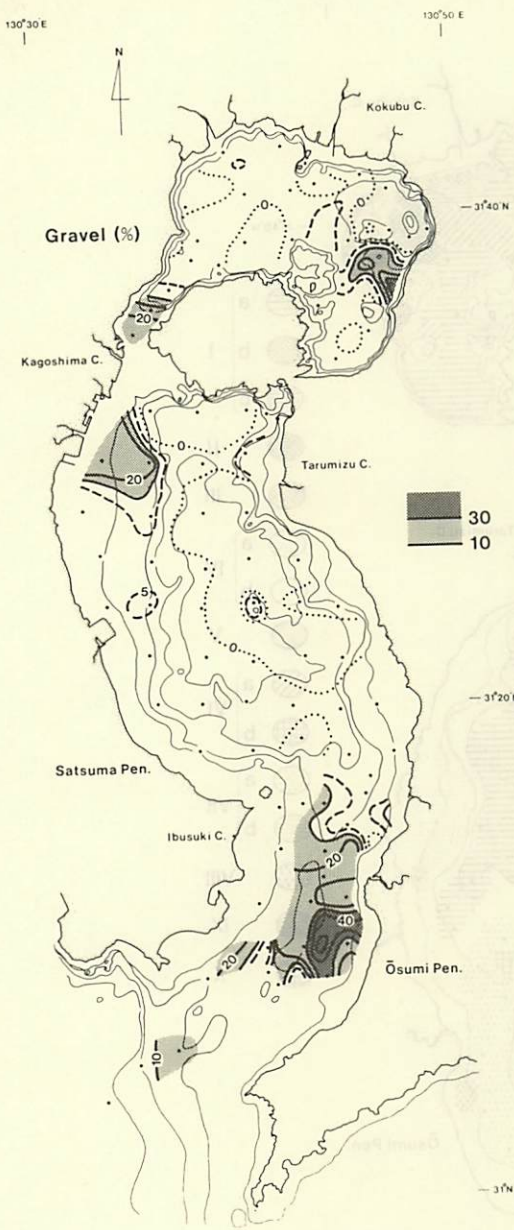 130°30'E
130°50'E
N
Kokubu C.
31°40'N
0
0
Gravel (%)
20
Kagoshima C.
0
20
Tarumizu C.
30
10
5
0
31°20'N
Satsuma Pen.
Ibusuki C.
20
40
20
Ōsumi Pen.
10
31°N